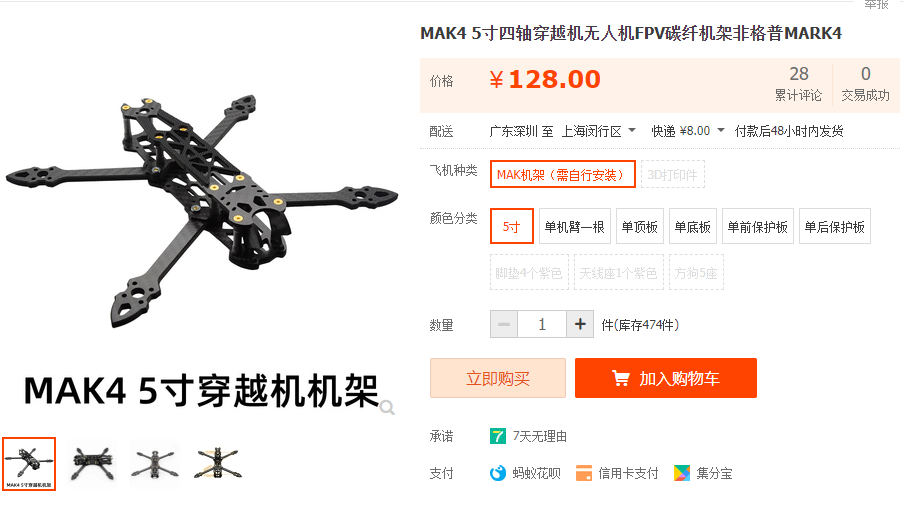 举报
MAK4 5寸四轴穿越机无人机FPV碳纤机架非格普MARK4
价格 ¥128.00 28 0
累计评论 交易成功
配送 广东深圳 至 上海闵行区 快递 ¥8.00 付款后48小时内发货
飞机种类 MAK机架（需自行安装） 3D打印件
颜色分类 5寸 单机臂一根 单顶板 单底板 单前保护板 单后保护板
脚垫4个紫色 天线座1个紫色 方狗5座
数量 1 件(库存474件)
立即购买 加入购物车
MAK4 5寸穿越机机架
承诺 7 7天无理由
MAK4 5寸穿越机机架
支付 蚂蚁花呗 信用卡支付 集分宝